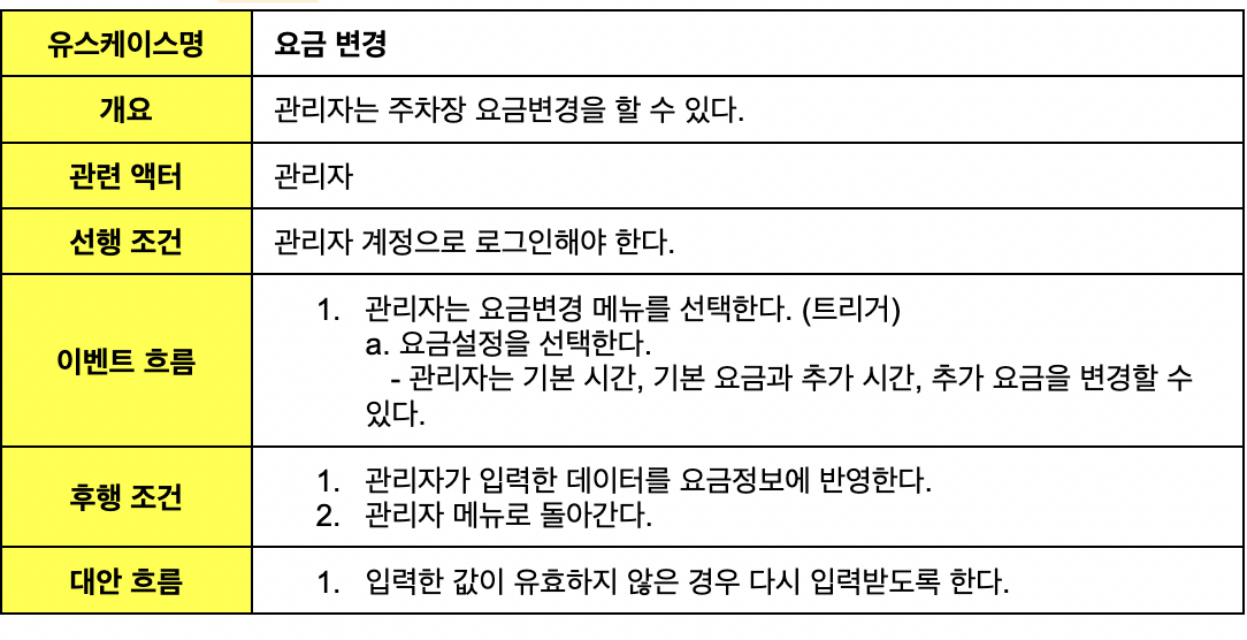 유스케이스명 요금 변경
개요 관리자는 주차장 요금변경을 할 수 있다.
관련 액터 관리자
선행 조건 관리자 계정으로 로그인해야 한다.
이벤트 흐름
1. 관리자는 요금변경 메뉴를 선택한다. (트리거)
a. 요금설정을 선택한다.
- 관리자는 기본 시간, 기본 요금과 추가 시간, 추가 요금을 변경할 수
있다.
후행 조건
1. 관리자가 입력한 데이터를 요금정보에 반영한다.
2. 관리자 메뉴로 돌아간다.
대안 흐름 1. 입력한 값이 유효하지 않은 경우 다시 입력받도록 한다.